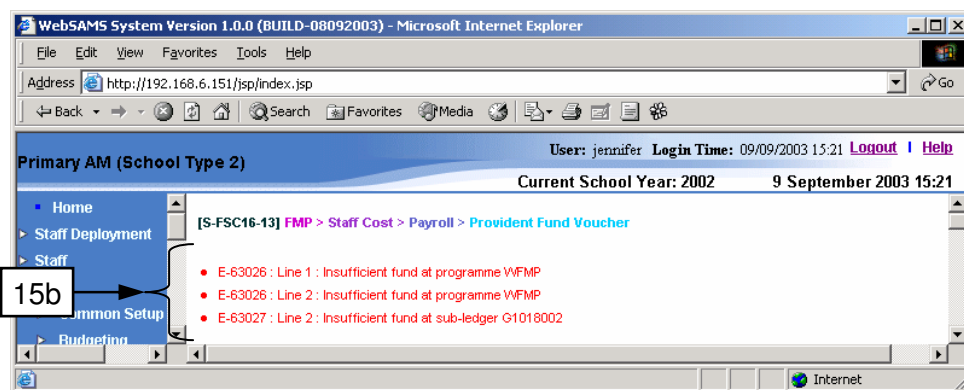 WebSAMS System Version 1.0.0 (BUILD-08092003) - Microsoft Internet Explorer
File Edit View Favorites Tools Help
Address http://192.168.6.151/jsp/index.jsp Go
Back Search Favorites Media
Primary AM (School Type 2)
User: jennifer Login Time: 09/09/2003 15:21 Logout | Help
Current School Year: 2002 9 September 2003 15:21
Home
[S-FSC16-13] FMP > Staff Cost > Payroll > Provident Fund Voucher
Staff Deployment
Staff
E-63026 : Line 1 : Insufficient fund at programme WFMP
15b
E-63026 : Line 2 : Insufficient fund at programme WFMP
Common Setup
E-63027 : Line 2 : Insufficient fund at sub-ledger G1018002
Budgeting
Internet